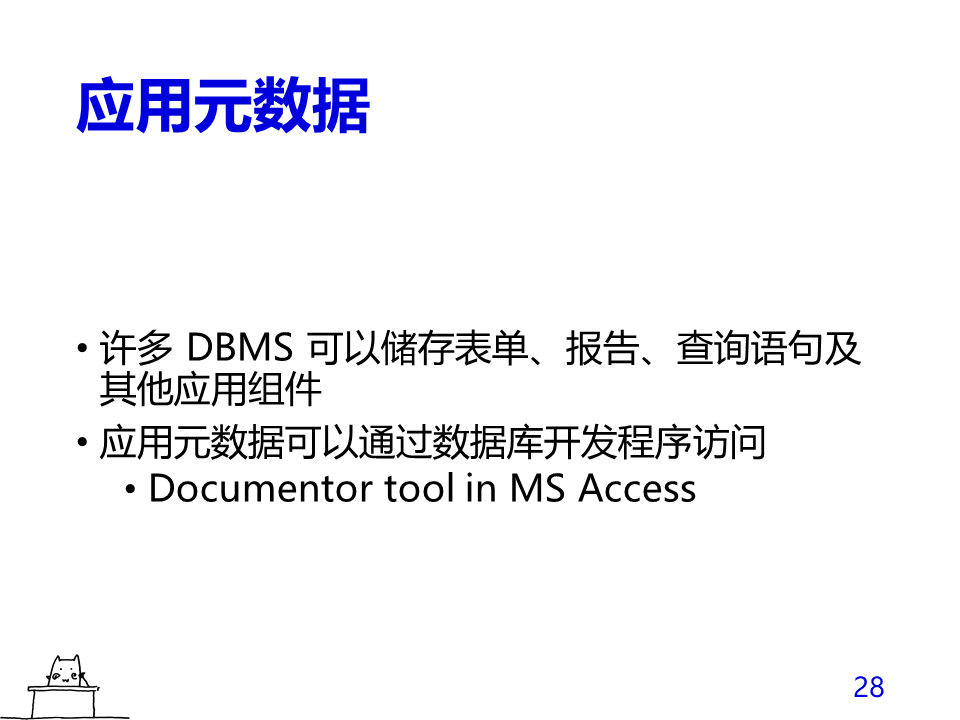 应用元数据
• 许多 DBMS 可以储存表单、报告、查询语句及
其他应用组件
• 应用元数据可以通过数据库开发程序访问
• Documentor tool in MS Access
28